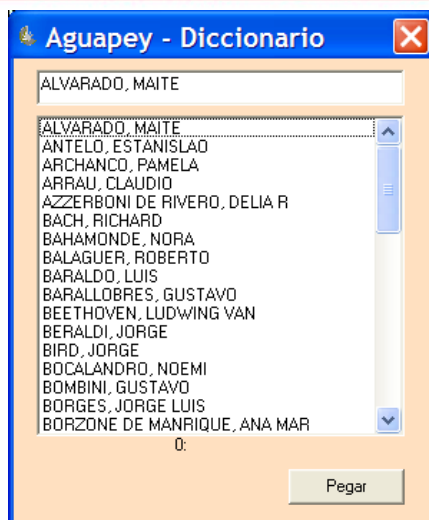 Aguapey - Diccionario
ALVARADO, MAITE
ALVARADO, MAITE
ANTELO, ESTANISLAO
ARCHANCO, PAMELA
ARRAU, CLAUDIO
AZZERBONI DE RIVERO, DELIA R
BACH, RICHARD
BAHAMONDE, NORA
BALAGUER, ROBERTO
BARALDO, LUIS
BARALLOBRES, GUSTAVO
BEETHOVEN, LUDWING VAN
BERALDI, JORGE
BIRD, JORGE
BOCALANDRO, NOEMI
BOMBINI, GUSTAVO
BORGES, JORGE LUIS
BORZONE DE MANRIQUE, ANA MAR
0:
Pegar